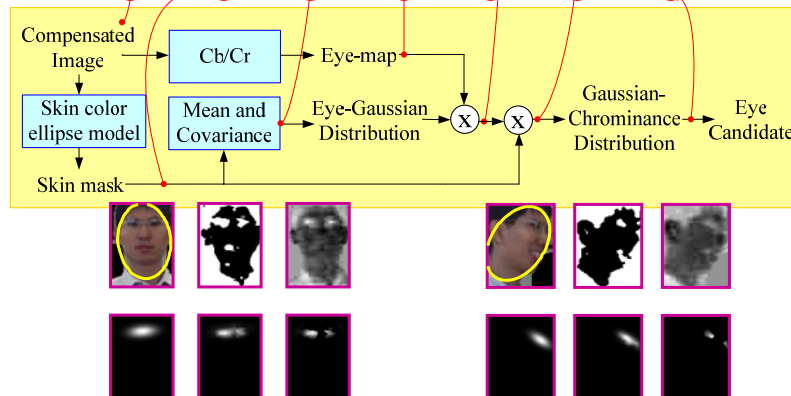 Compensated
Image
Cb/Cr
Eye-map
Skin color
ellipse model
Mean and
Covariance
Eye-Gaussian
Distribution
X
X
Gaussian-
Chrominance
Distribution
Eye
Candidate
Skin mask